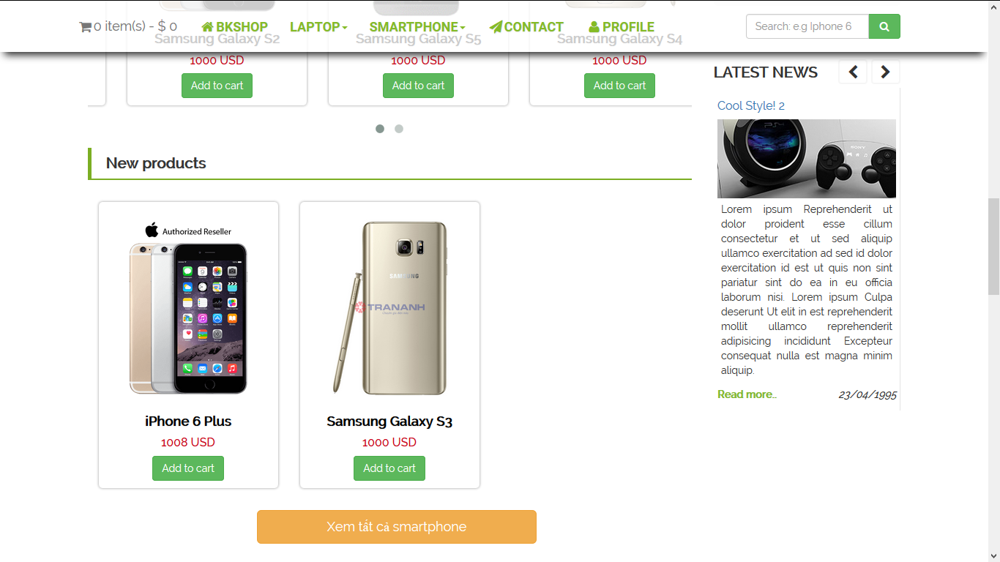 0 item(s) - $ 0
BKSHOP
LAPTOP
SMARTPHONE
CONTACT
PROFILE
Search: e.g Iphone 6
Samsung Galaxy S2
Samsung Galaxy S5
Samsung Galaxy S4
1000 USD
1000 USD
1000 USD
Add to cart
Add to cart
Add to cart
New products
Authorized Reseller
iPhone 6 Plus
1008 USD
Add to cart
SAMSUNG
TRANANH
Samsung Galaxy S3
1000 USD
Add to cart
Xem tất cả smartphone
LATEST NEWS
Cool Style! 2
PS4
SONY
Lorem ipsum Reprehenderit ut
dolor proident esse cillum
consectetur et ut sed aliquip
ullamco exercitation ad sed id dolor
exercitation id est ut quis non sint
pariatur sint do ea in eu officia
laborum nisi. Lorem ipsum Culpa
deserunt Ut elit in est reprehenderit
mollit ullamco reprehenderit
adipisicing incididunt Excepteur
consequat nulla est magna minim
aliquip.
Read more..
23/04/1995